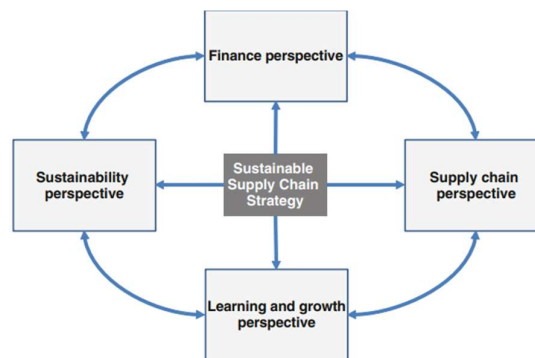 Finance perspective
Sustainability
perspective
Sustainable
Supply Chain
Strategy
Supply chain
perspective
Learning and growth
perspective